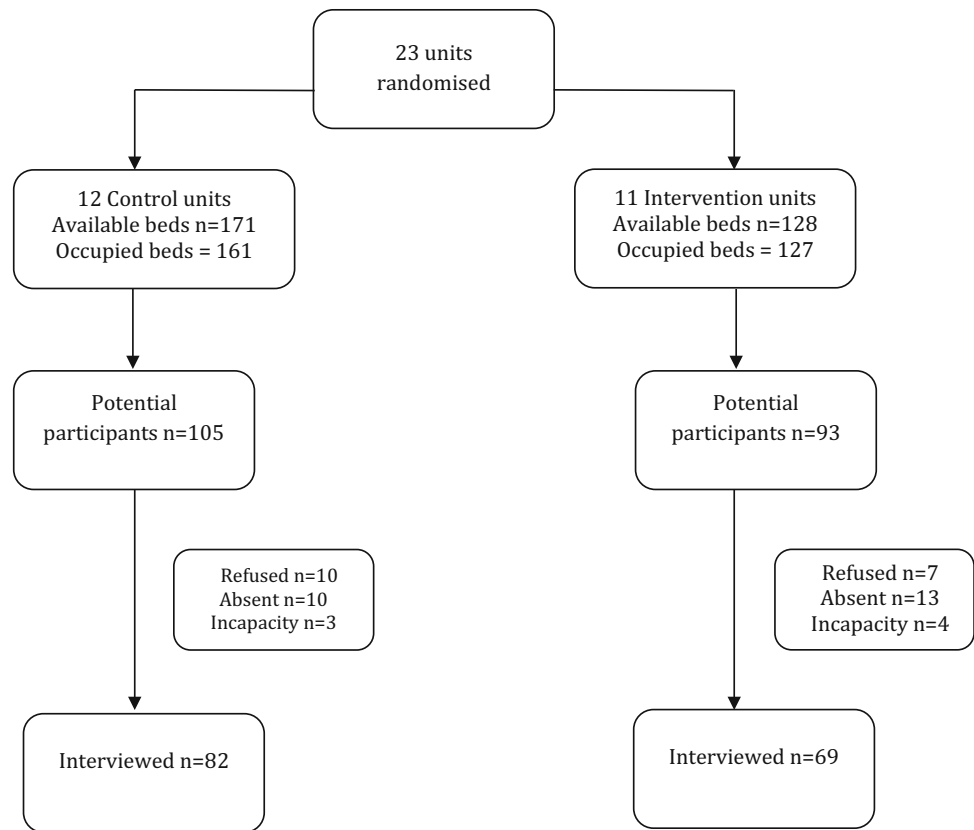 23 units
randomised
12 Control units
Available beds n=171
Occupied beds = 161
11 Intervention units
Available beds n=128
Occupied beds = 127
Potential
participants n=105
Potential
participants n=93
Refused n=10
Absent n=10
Incapacity n=3
Refused n=7
Absent n=13
Incapacity n=4
Interviewed n=82
Interviewed n=69